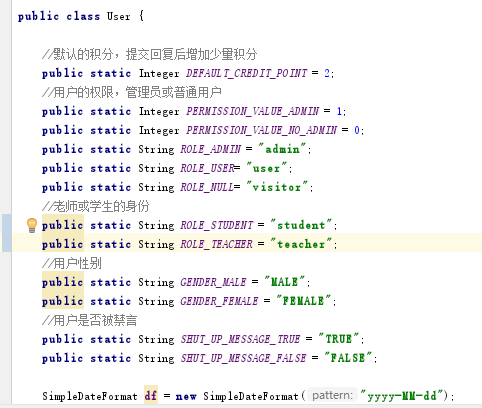 public class User {
//默认的积分，提交回复后增加少量积分
public static Integer DEFAULT_CREDIT_POINT = 2;
//用户的权限，管理员或普通用户
public static Integer PERMISSION_VALUE_ADMIN = 1;
public static Integer PERMISSION_VALUE_NO_ADMIN = 0;
public static String ROLE_ADMIN = "admin";
public static String ROLE_USER= "user";
public static String ROLE_NULL= "visitor";
//老师或学生的身份
public static String ROLE_STUDENT = "student";
public static String ROLE_TEACHER = "teacher";
//用户性别
public static String GENDER_MALE = "MALE";
public static String GENDER_FEMALE = "FEMALE";
//用户是否被禁言
public static String SHUT_UP_MESSAGE_TRUE = "TRUE";
public static String SHUT_UP_MESSAGE_FALSE = "FALSE";
SimpleDateFormat df = new SimpleDateFormat( pattern: "yyyy-MM-dd");